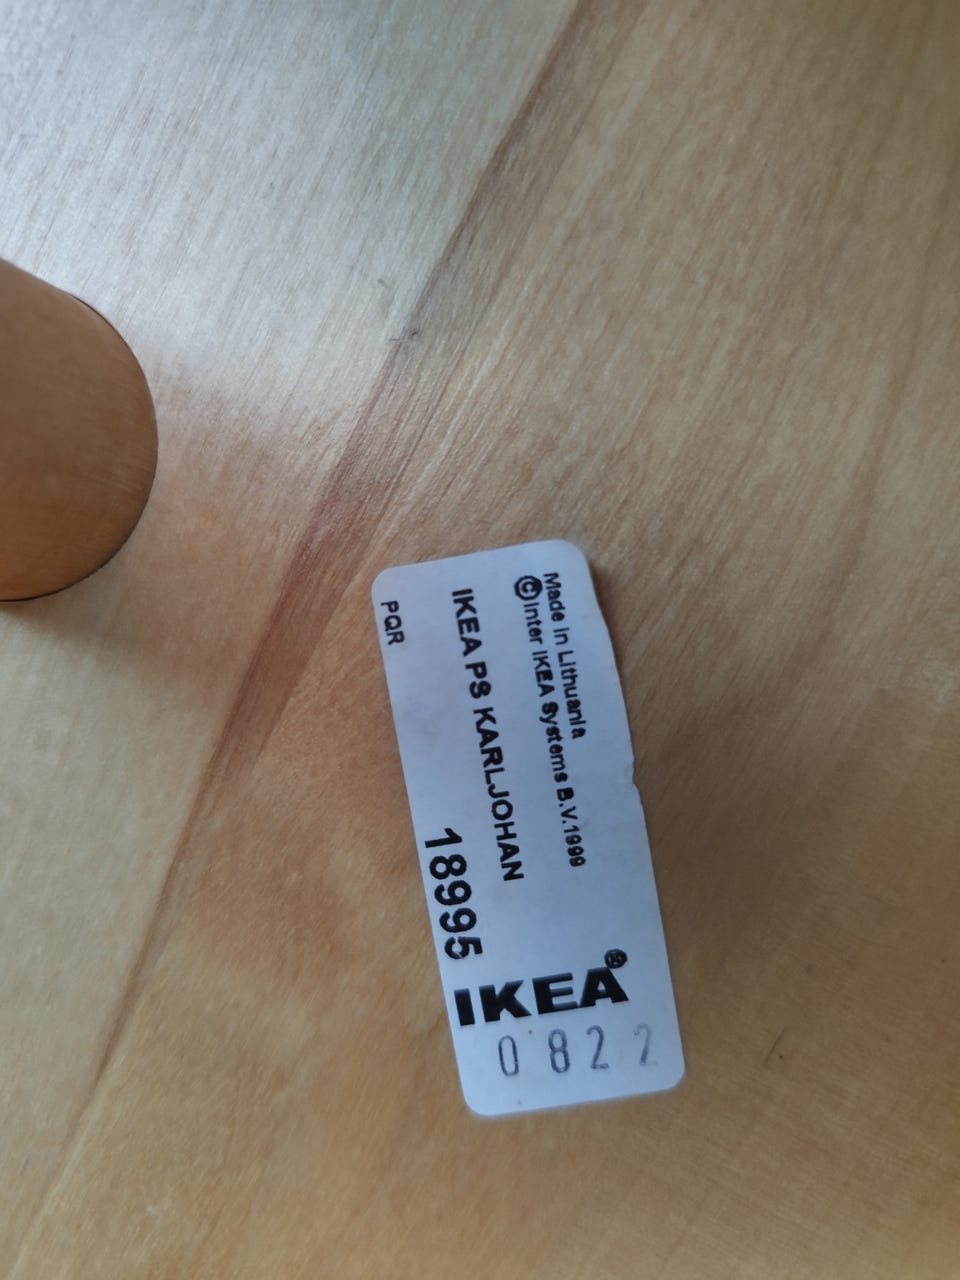 Made in Lithuania
©Inter IKEA Systems B.V.1999
IKEA PS KARLJOHAN
PQR
18995
IKEA®
0822